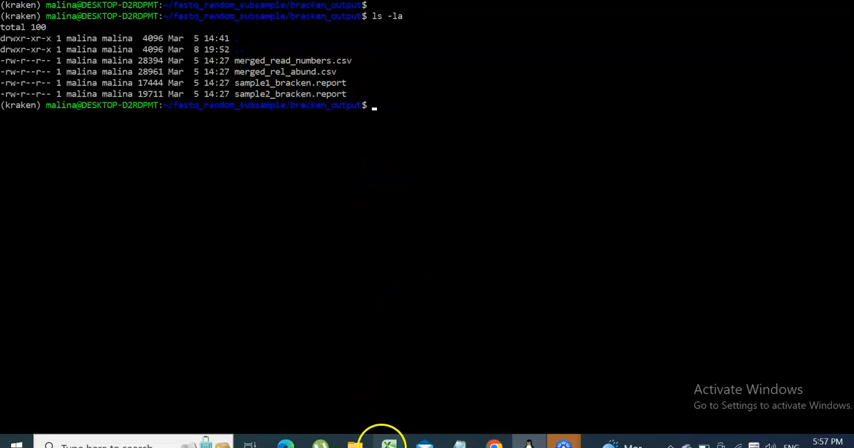 (kraken) malina@DESKTOP-D2RDPMT:~/fastq_random_subsample/bracken_output$
(kraken) malina@DESKTOP-D2RDPMT:~/fastq_random_subsample/bracken_output$ ls -la
total 100
drwxr-xr-x 1 malina malina 4096 Mar 5 14:41 .
drwxr-xr-x 1 malina malina 4096 Mar 8 19:52 ..
-rw-r--r-- 1 malina malina 28394 Mar 5 14:27 merged_read_numbers.csv
-rw-r--r-- 1 malina malina 28961 Mar 5 14:27 merged_rel_abund.csv
-rw-r--r-- 1 malina malina 17444 Mar 5 14:27 sample1_bracken.report
-rw-r--r-- 1 malina malina 19711 Mar 5 14:27 sample2_bracken.report
(kraken) malina@DESKTOP-D2RDPMT:~/fastq_random_subsample/bracken_output$
Activate Windows
Go to Settings to activate Windows.
Type here to search
ENG
5:57 PM